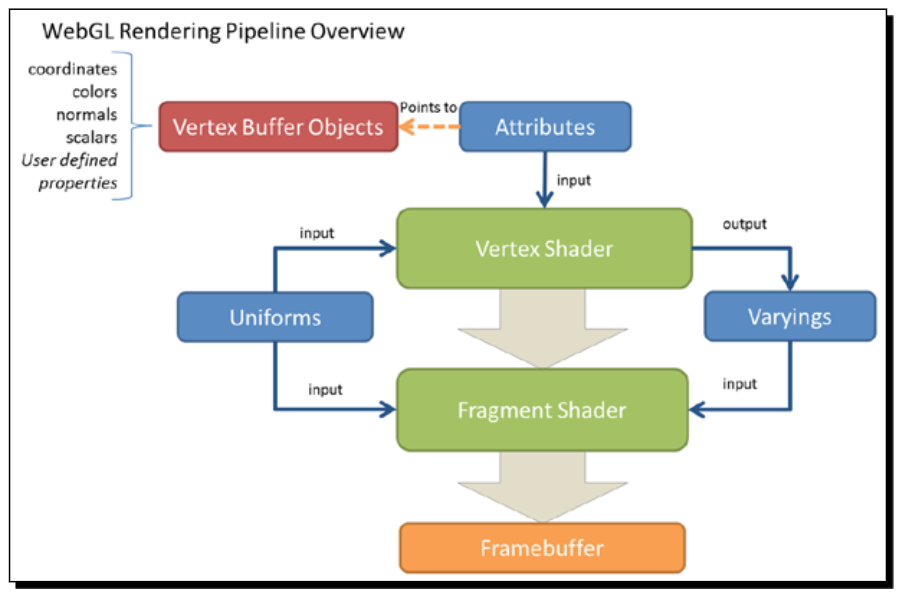 WebGL Rendering Pipeline Overview
coordinates
colors
normals
scalars
User defined
properties
Vertex Buffer Objects
Points to
Attributes
input
Vertex Shader
input
output
Uniforms
Varyings
input
input
Fragment Shader
Framebuffer